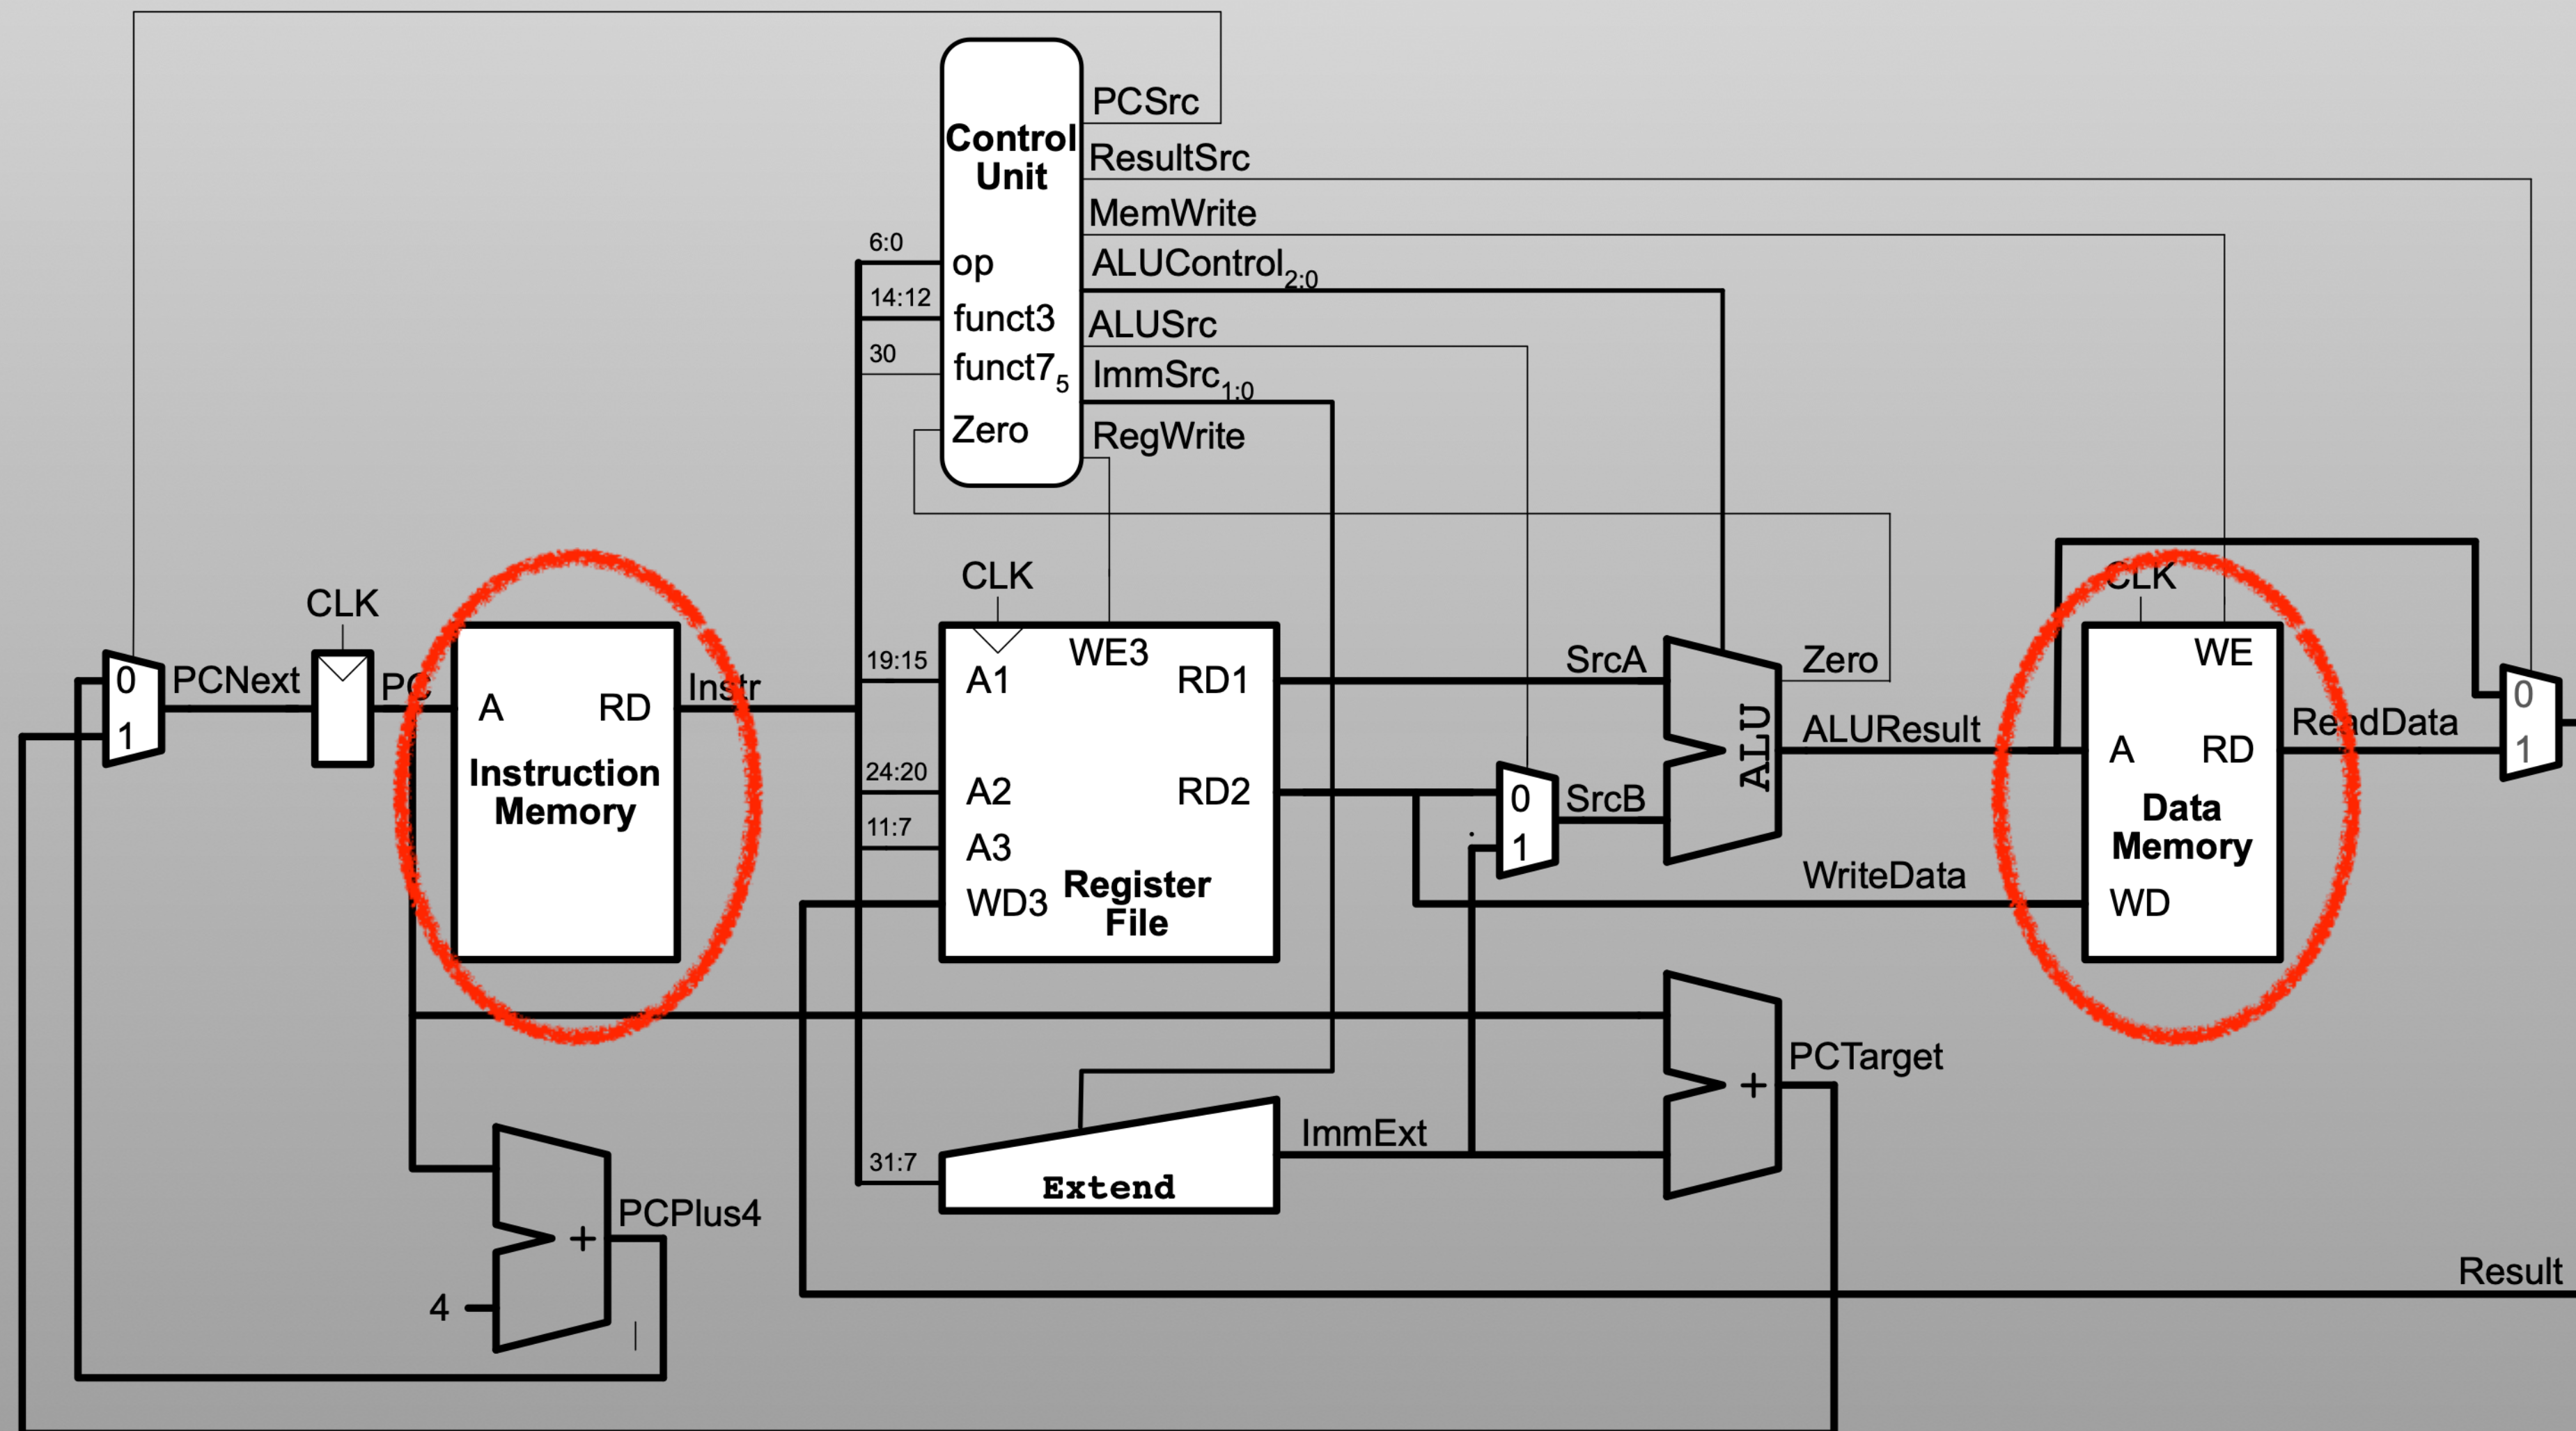 PCSrc
Control
Unit
ResultSrc
MemWrite
6:0
op
ALUControl2:0
14:12
funct3
ALUSrc
30
funct75
ImmSrc1:0
Zero
RegWrite
CLK
CLK
CLK
0
1
PCNext
PC
A
RD
Instruction
Memory
Instr
19:15
A1
WE3
RD1
24:20
A2
RD2
11:7
A3
WD3
Register
File
SrcA
0
1
SrcB
ALU
Zero
ALUResult
WriteData
WE
A
RD
Data
Memory
WD
ReadData
0
1
31:7
Extend
ImmExt
+
PCTarget
+
PCPlus4
4
Result